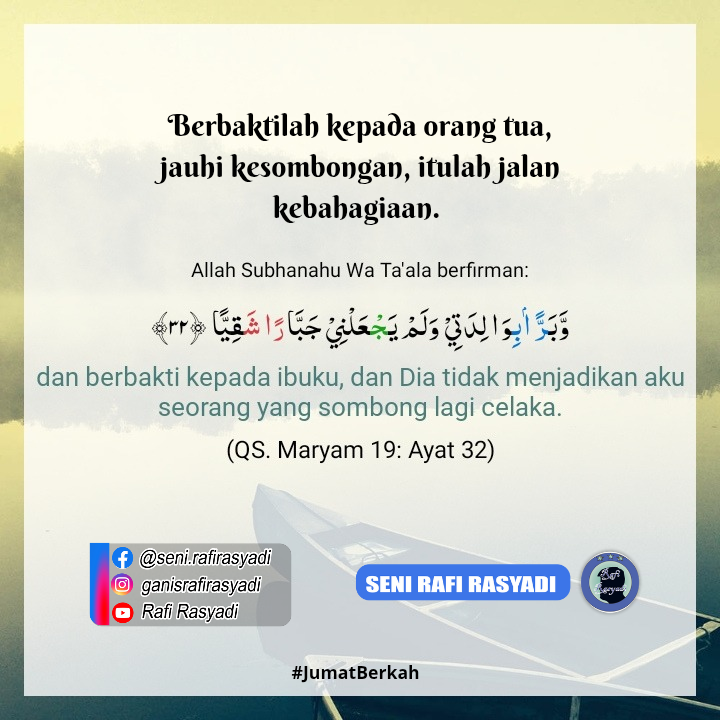 Berbaktilah kepada orang tua,
jauhi kesombongan, itulah jalan
kebahagiaan.
Allah Subhanahu Wa Ta'ala berfirman:
وَّبَرًّاۢ بِوَا لِدَتِيْ وَلَمْ يَجْعَلْنِيْ جَبَّا رًا شَقِيًّا ﴿٣٢﴾
dan berbakti kepada ibuku, dan Dia tidak menjadikan aku
seorang yang sombong lagi celaka.
(QS. Maryam 19: Ayat 32)
@seni.rafirasyadi
ganisrafirasyadi
Rafi Rasyadi
SENI RAFI RASYADI
Rafi
Rasyadi
#JumatBerkah